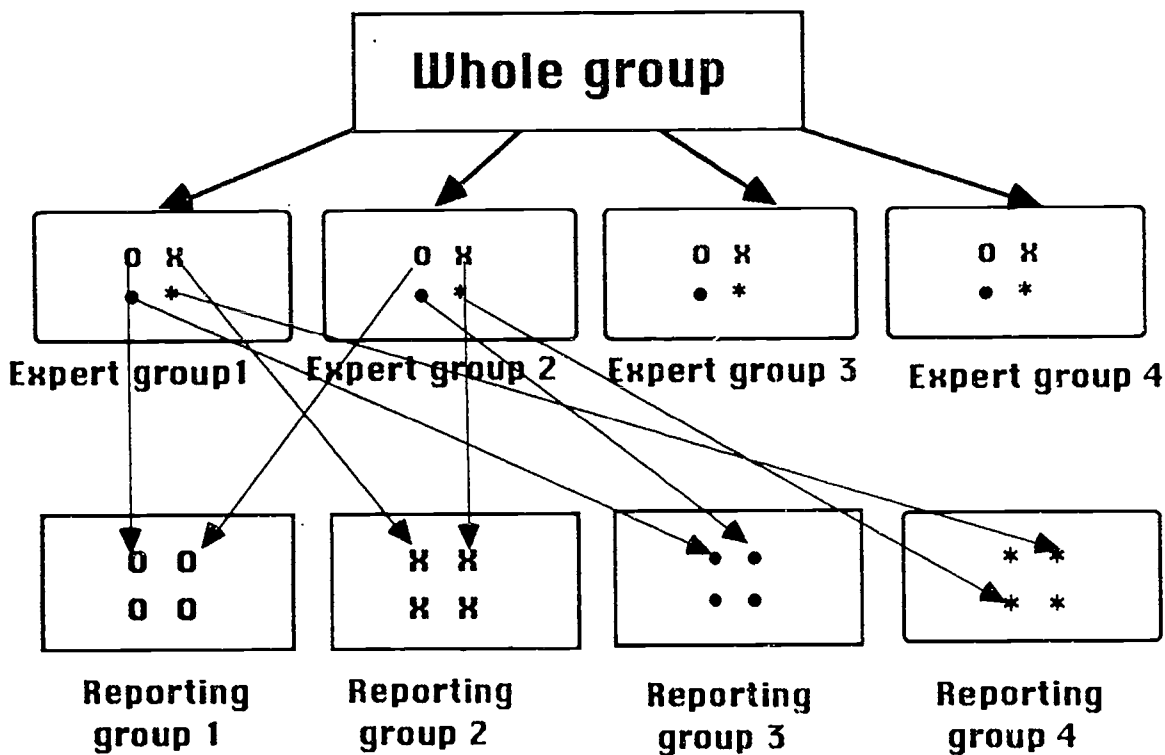 Whole group
O X O X O X O X
● * ● * ● * ● *
Expert group1 Expert group 2 Expert group 3 Expert group 4
O O X X ● ● * *
O O X X ● ● * *
Reporting group 1
Reporting group 2
Reporting group 3
Reporting group 4